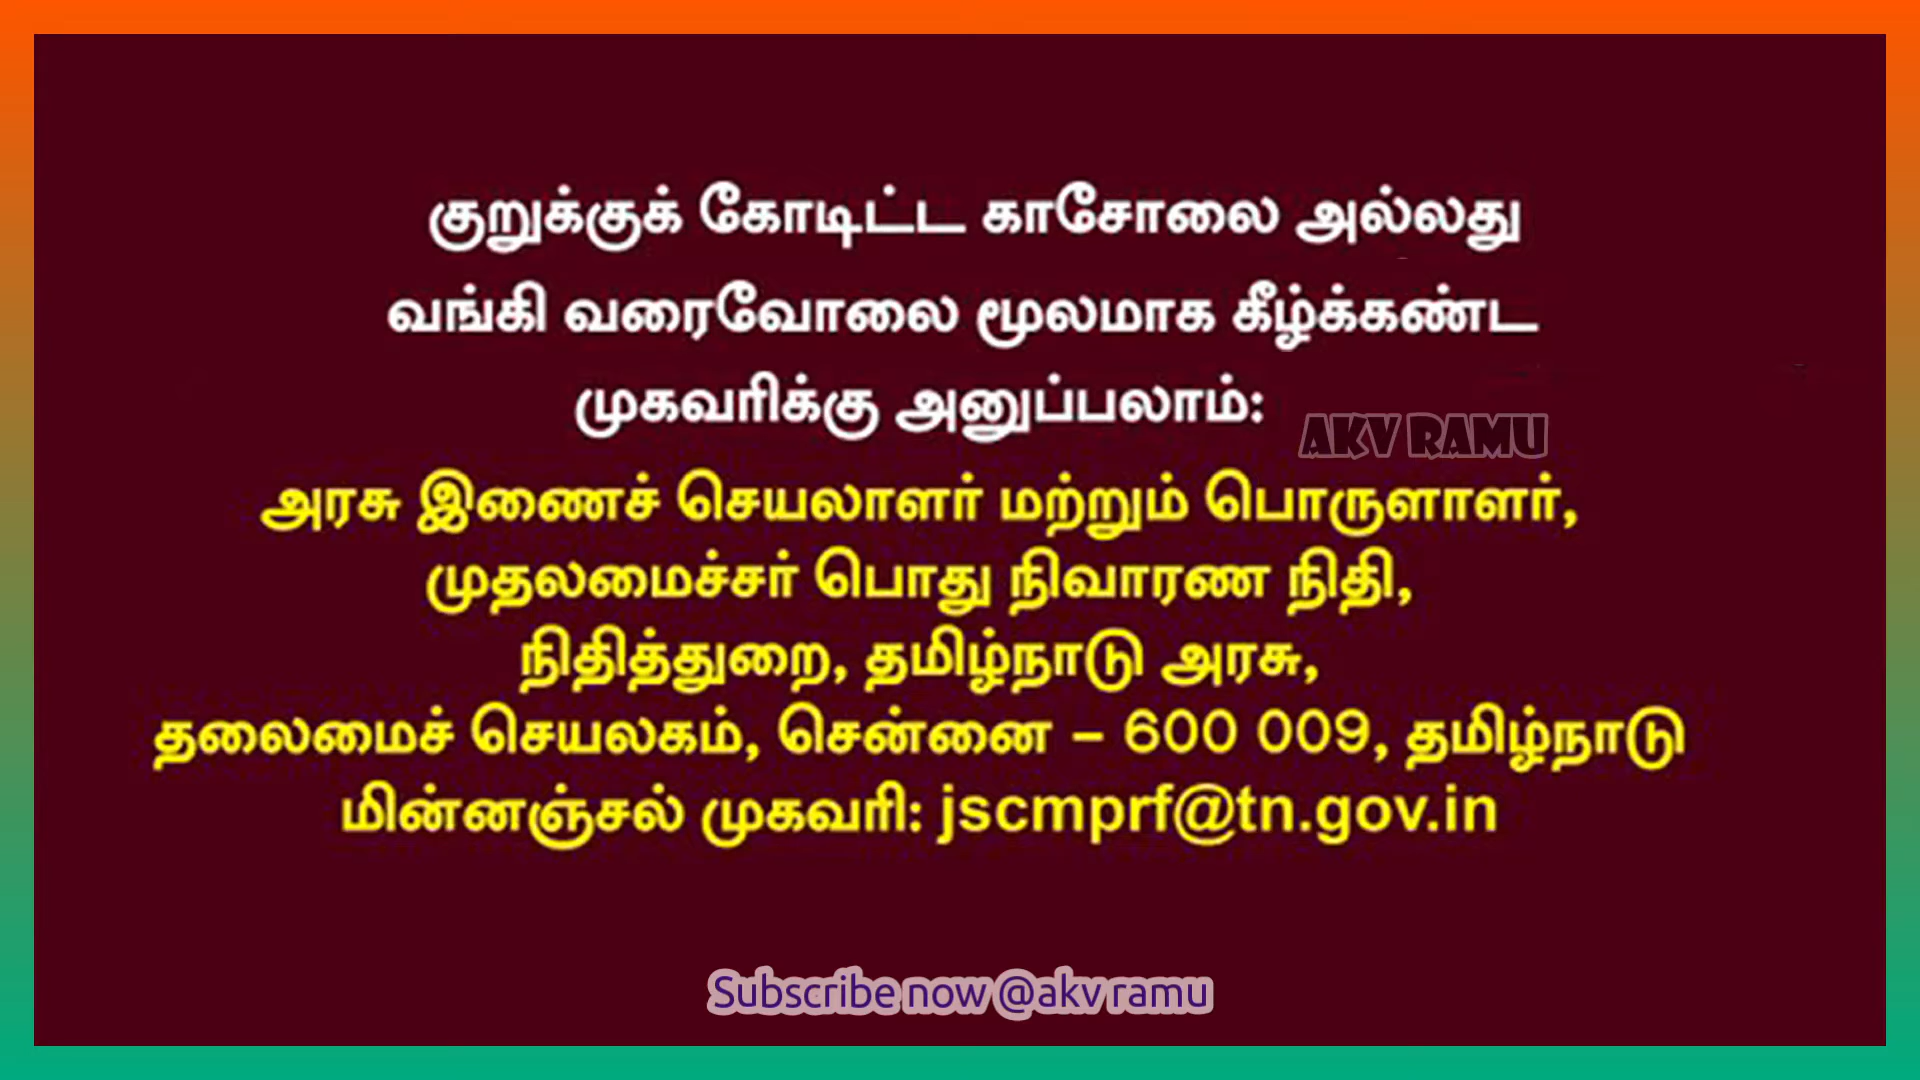 குறுக்குக் கோடிட்ட காசோலை அல்லது
வங்கி வரைவோலை மூலமாக கீழ்க்கண்ட
முகவரிக்கு அனுப்பலாம்:
AKV RAMU
அரசு இணைச் செயலாளர் மற்றும் பொருளாளர்,
முதலமைச்சர் பொது நிவாரண நிதி,
நிதித்துறை, தமிழ்நாடு அரசு,
தலைமைச் செயலகம், சென்னை – 600 009, தமிழ்நாடு
மின்னஞ்சல் முகவரி: jscmprf@tn.gov.in
Subscribe now @akv ramu